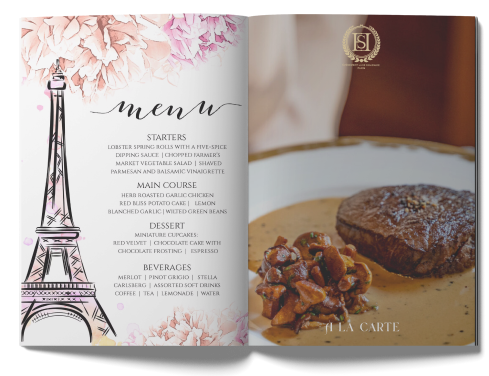 menu
STARTERS
LOBSTER SPRING ROLLS WITH A FIVE-SPICE
DIPPING SAUCE | CHOPPED FARMER'S
MARKET VEGETABLE SALAD | SHAVED
PARMESAN AND BALSAMIC VINAIGRETTE
MAIN COURSE
HERB ROASTED GARLIC CHICKEN
RED BLISS POTATO CAKE | LEMON
BLANCHED GARLIC | WILTED GREEN BEANS
DESSERT
MINIATURE CUPCAKES:
RED VELVET | CHOCOLATE CAKE WITH
CHOCOLATE FROSTING | ESPRESSO
BEVERAGES
MERLOT | PINOT GRIGIO | STELLA
CARLSBERG | ASSORTED SOFT DRINKS
COFFEE | TEA | LEMONADE | WATER
A LA CARTE